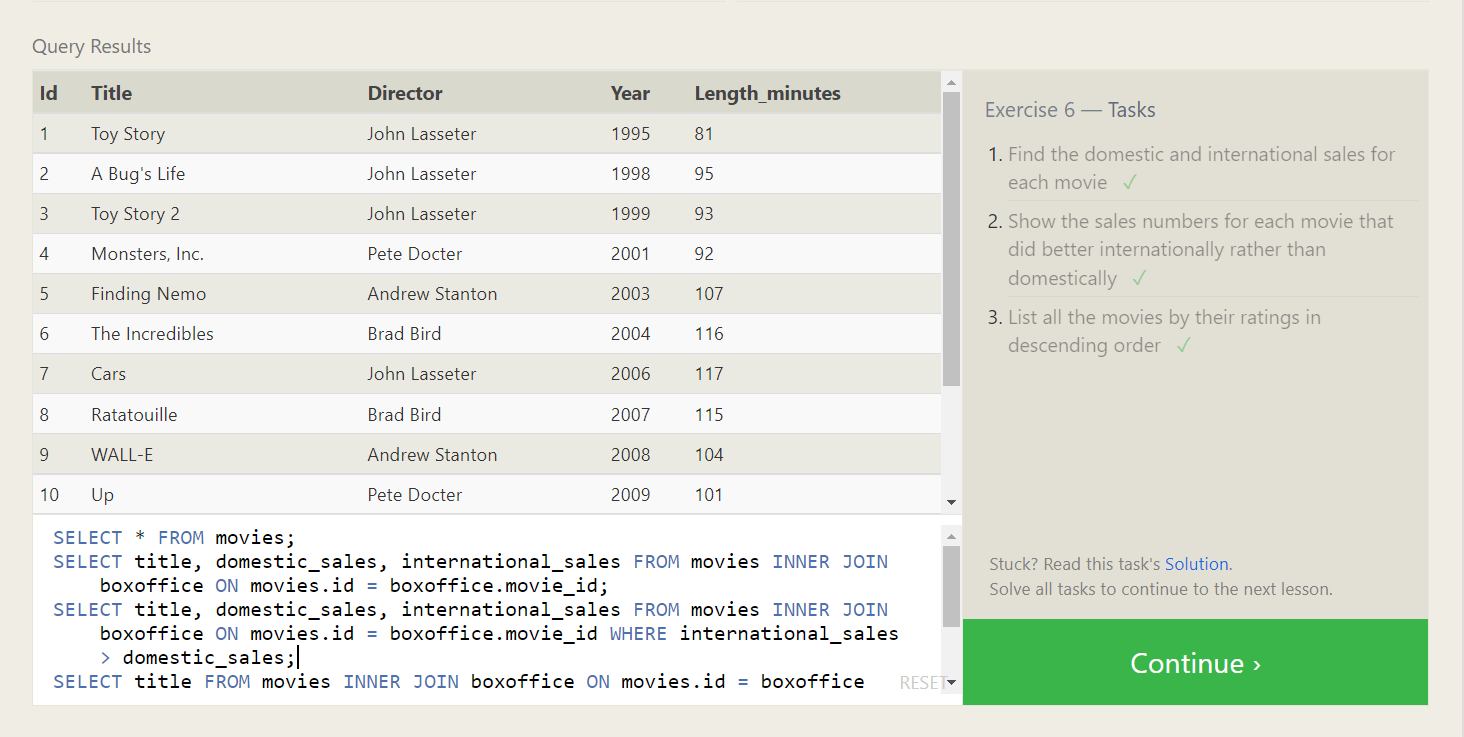 Query Results
Id Title Director Year Length_minutes
1 Toy Story John Lasseter 1995 81
2 A Bug's Life John Lasseter 1998 95
3 Toy Story 2 John Lasseter 1999 93
4 Monsters, Inc. Pete Docter 2001 92
5 Finding Nemo Andrew Stanton 2003 107
6 The Incredibles Brad Bird 2004 116
7 Cars John Lasseter 2006 117
8 Ratatouille Brad Bird 2007 115
9 WALL-E Andrew Stanton 2008 104
10 Up Pete Docter 2009 101
SELECT * FROM movies;
SELECT title, domestic_sales, international_sales FROM movies INNER JOIN
boxoffice ON movies.id = boxoffice.movie_id;
SELECT title, domestic_sales, international_sales FROM movies INNER JOIN
boxoffice ON movies.id = boxoffice.movie_id WHERE international_sales
> domestic_sales;
SELECT title FROM movies INNER JOIN boxoffice ON movies.id = boxoffice
RESET
Exercise 6 — Tasks
1. Find the domestic and international sales for
each movie ✓
2. Show the sales numbers for each movie that
did better internationally rather than
domestically ✓
3. List all the movies by their ratings in
descending order ✓
Stuck? Read this task's Solution.
Solve all tasks to continue to the next lesson.
Continue ›